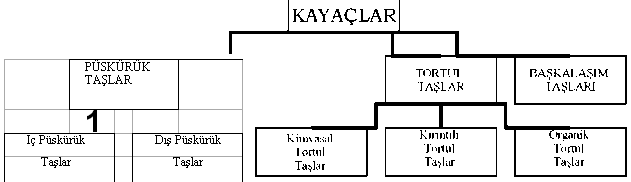 KAYAÇLAR
PÜSKÜRÜK
TAŞLAR
TORTUL
TAŞLAR
BAŞKALAŞIM
TAŞLARI
1
İç Püskürük
Taşlar
Dış Püskürük
Taşlar
Kimyasal
Tortul
Taşlar
Kırıntılı
Tortul
Taşlar
Organik
Tortul
Taşlar